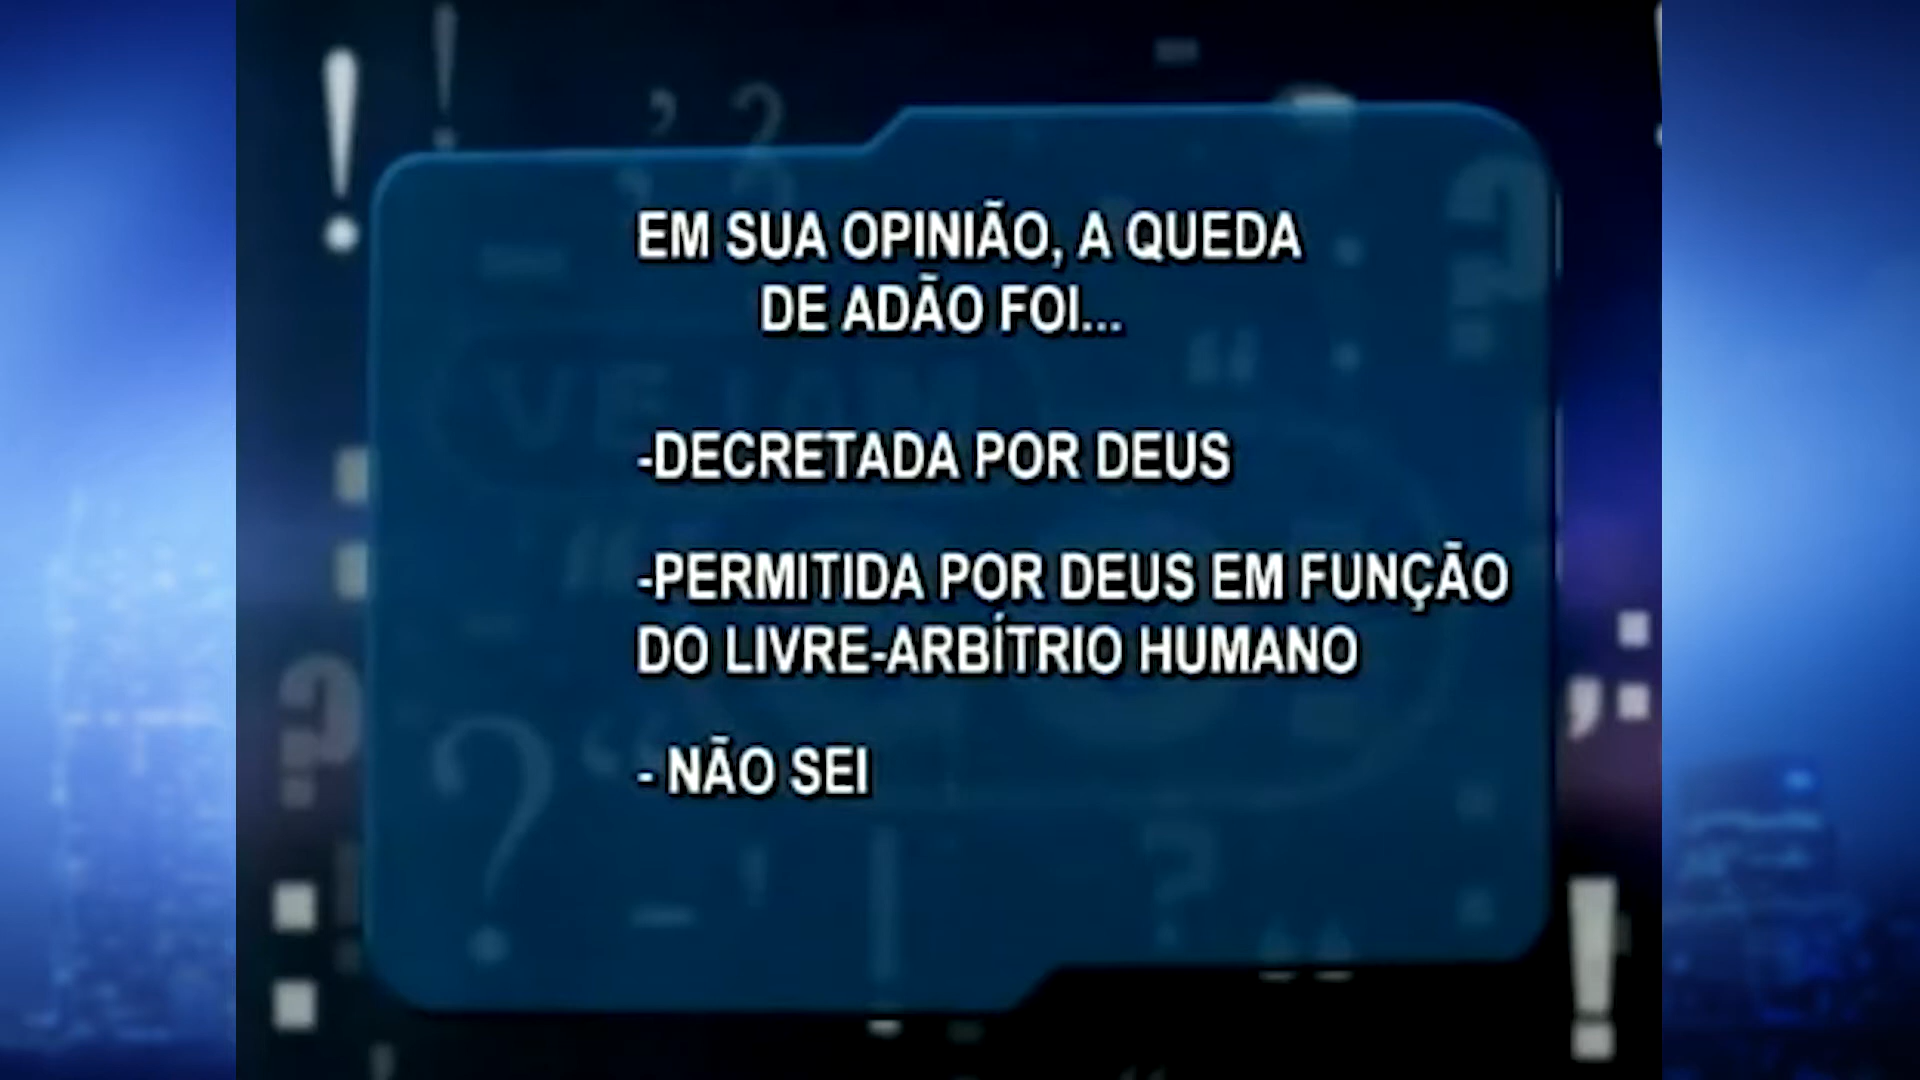 EM SUA OPINIÃO, A QUEDA
DE ADÃO FOI...
-DECRETADA POR DEUS
-PERMITIDA POR DEUS EM FUNÇÃO
DO LIVRE-ARBÍTRIO HUMANO
- NÃO SEI